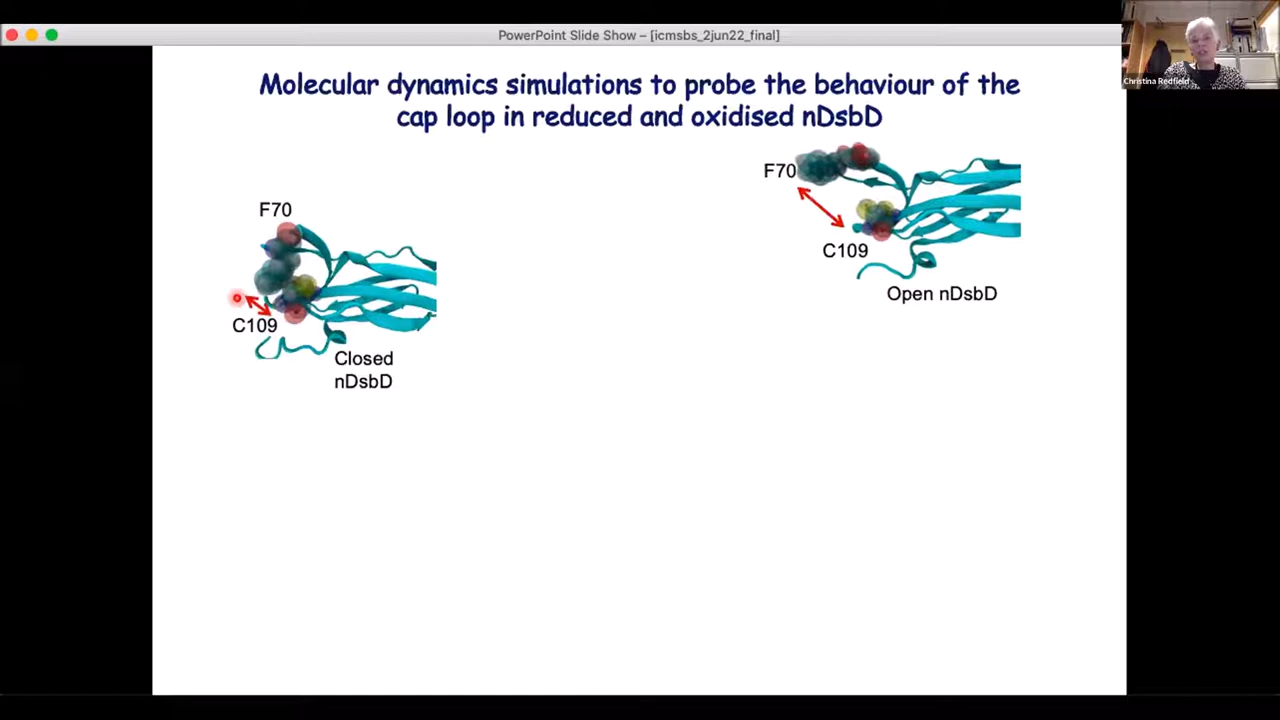 PowerPoint Slide Show – [icmsbs_2jun22_final]
Christina Redfield
Molecular dynamics simulations to probe the behaviour of the
cap loop in reduced and oxidised nDsbD
F70
C109
Open nDsbD
F70
C109
Closed
nDsbD